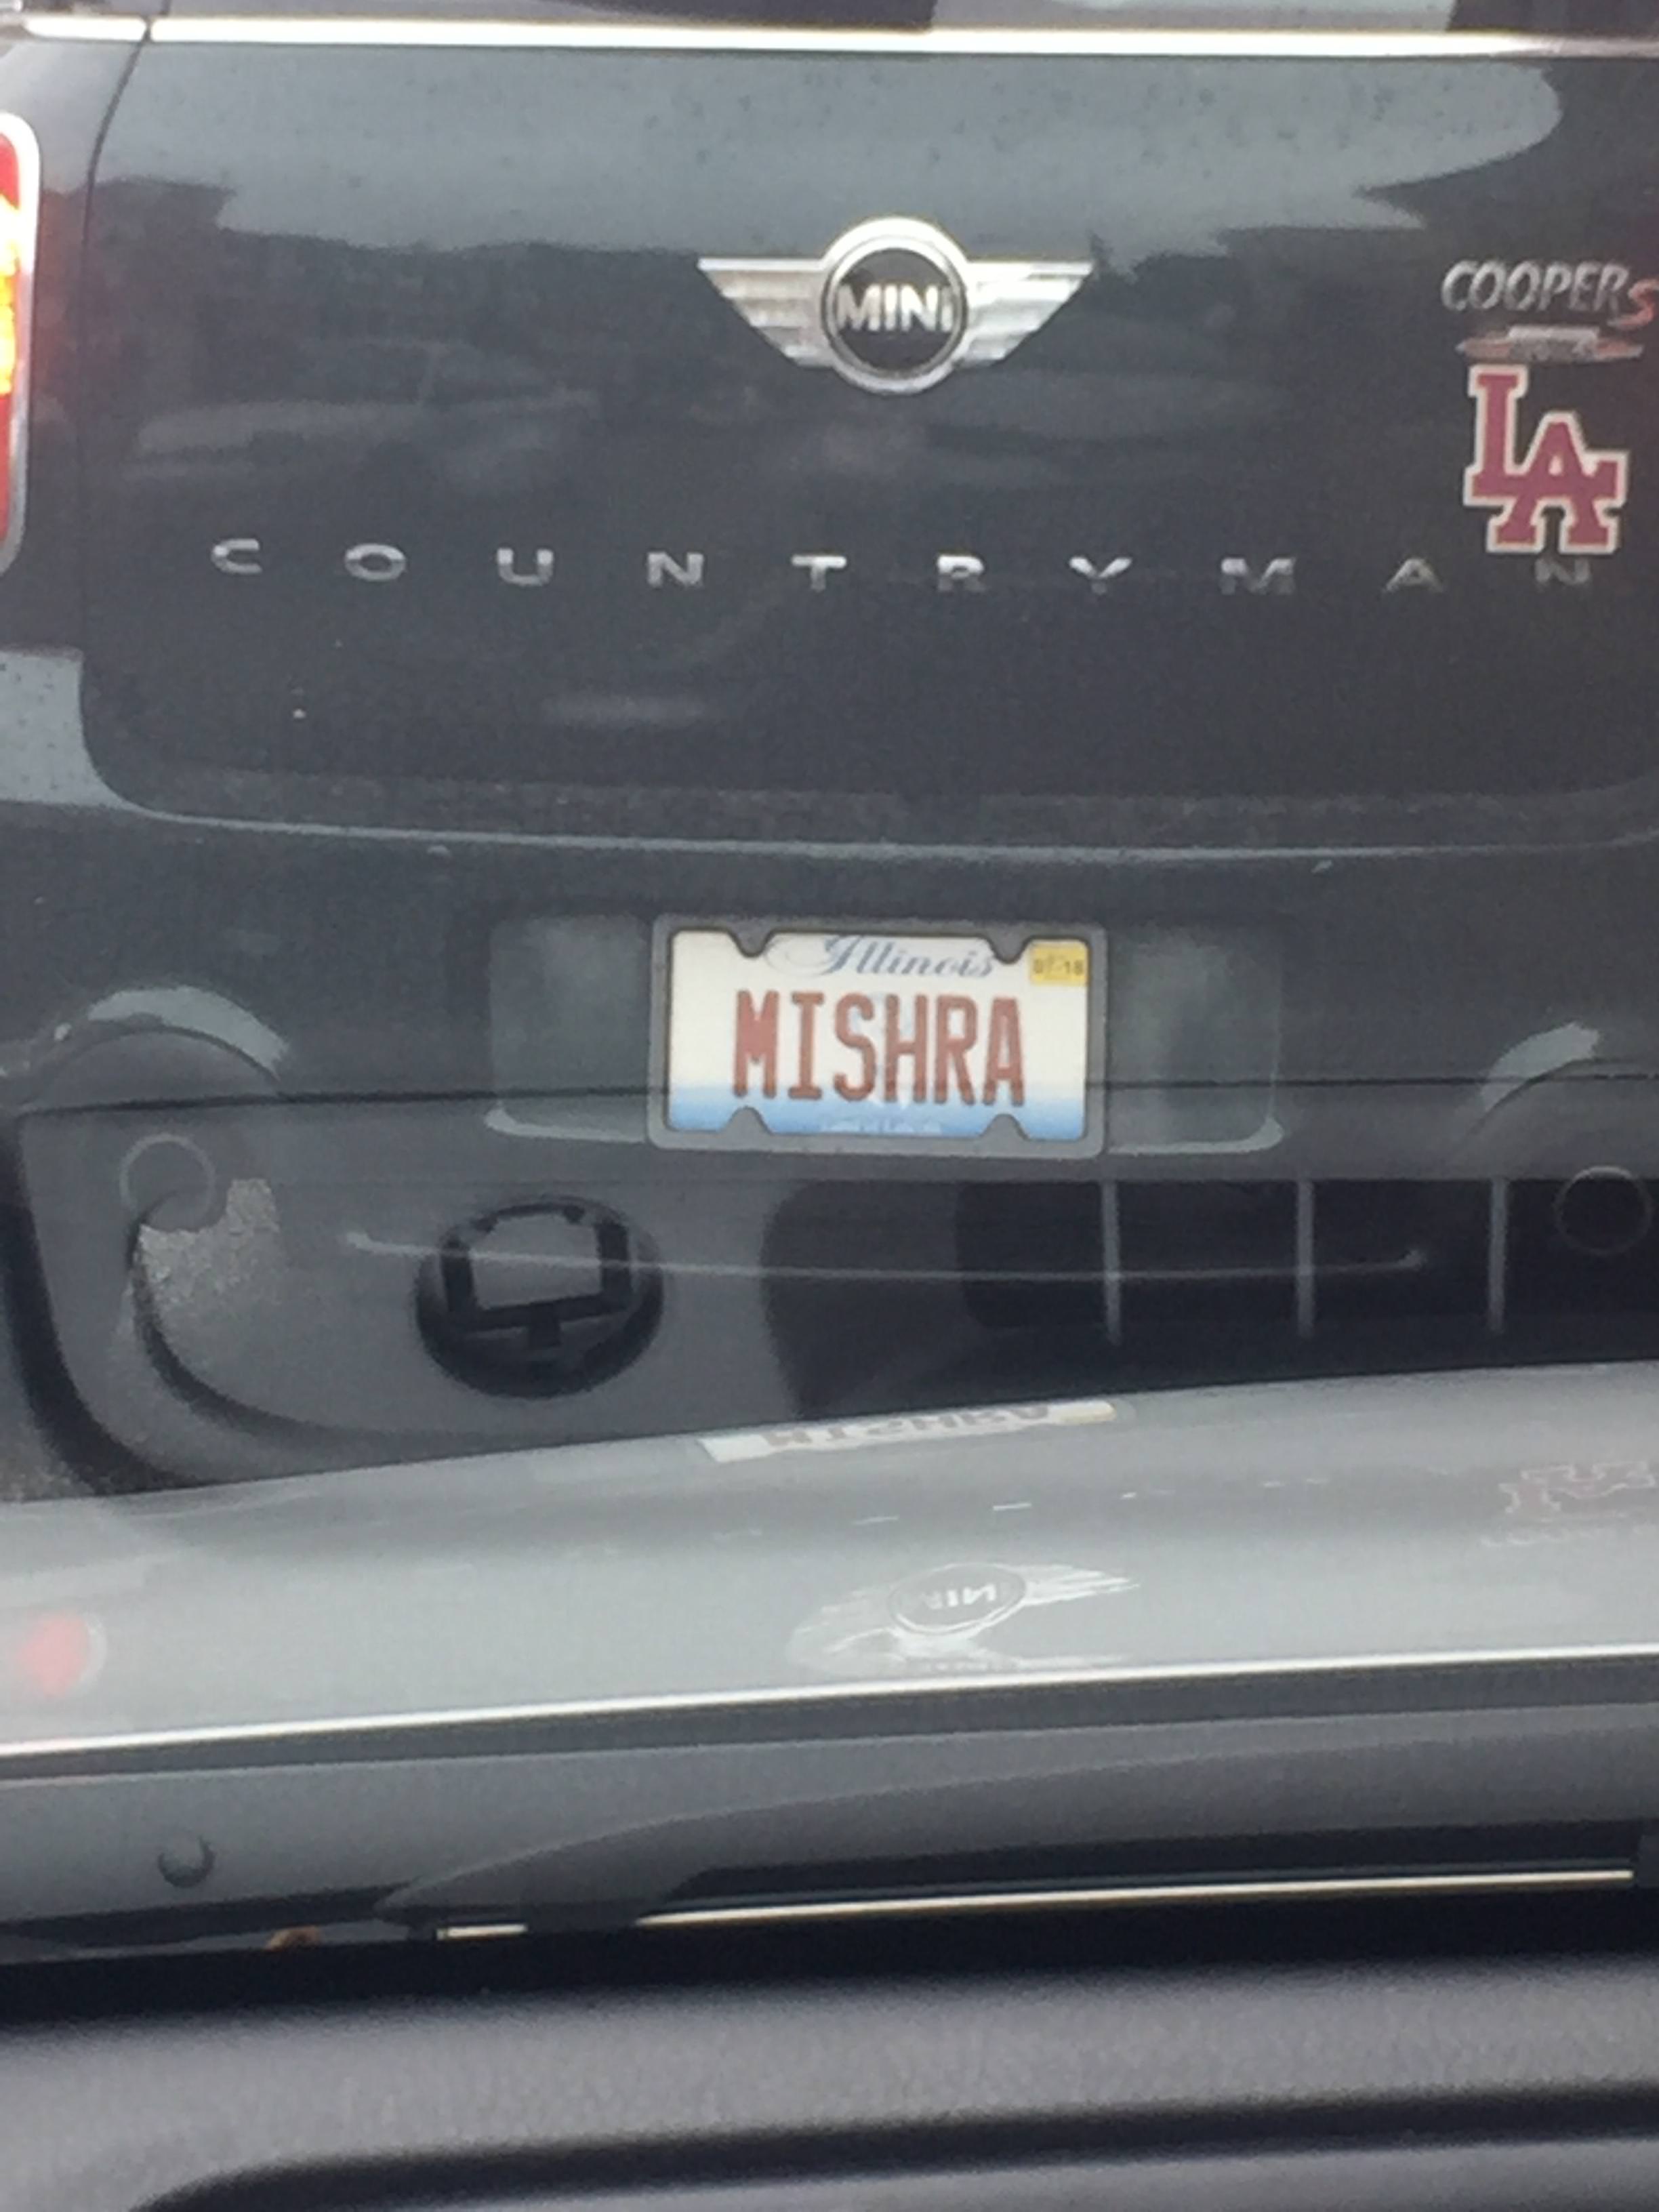 MINI
COOPER S
LA
COUNTRYMAN
Illinois
MISHRA